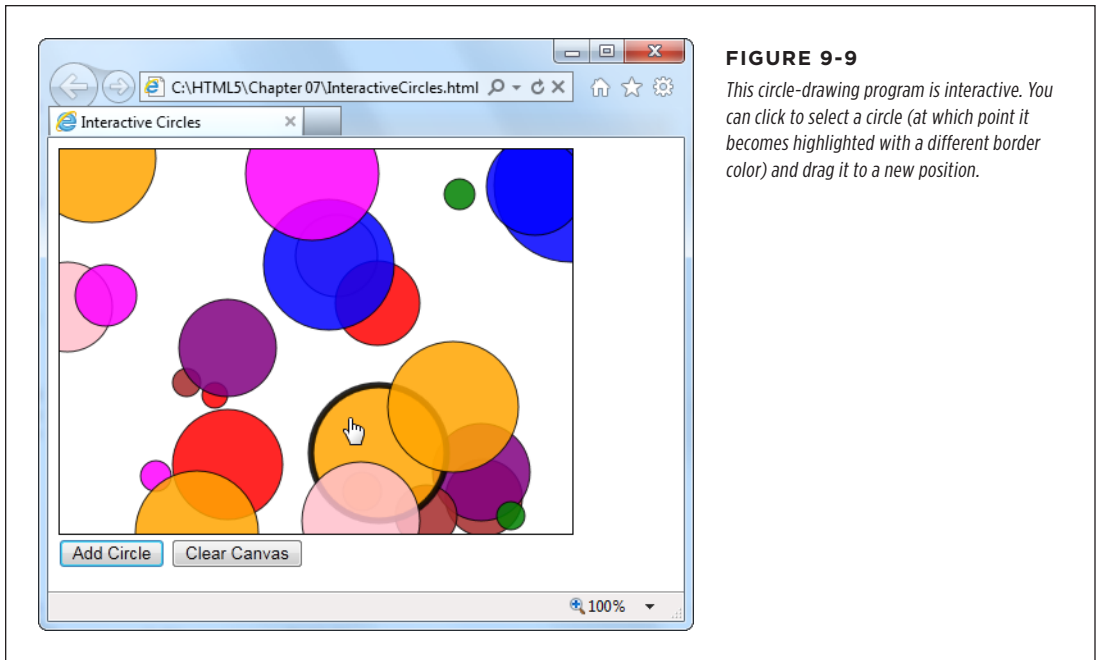 C:\HTML5\Chapter 07\InteractiveCircles.html
Interactive Circles
Add Circle
Clear Canvas
100%
FIGURE 9-9
This circle-drawing program is interactive. You
can click to select a circle (at which point it
becomes highlighted with a different border
color) and drag it to a new position.